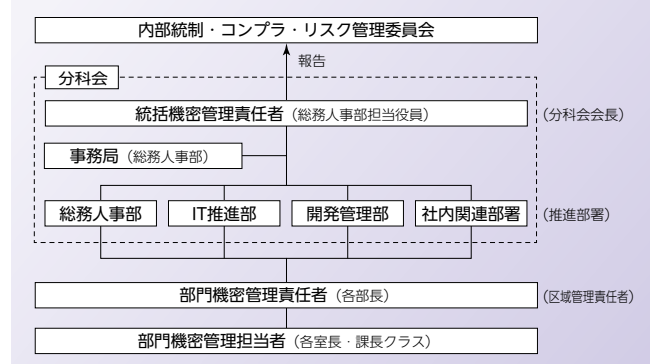 内部統制・コンプラ・リスク管理委員会
報告
分科会
統括機密管理責任者（総務人事部担当役員）
（分科会会長）
事務局（総務人事部）
総務人事部
IT推進部
開発管理部
社内関連部署
（推進部署）
部門機密管理責任者（各部長）
（区域管理責任者）
部門機密管理担当者（各室長・課長クラス）